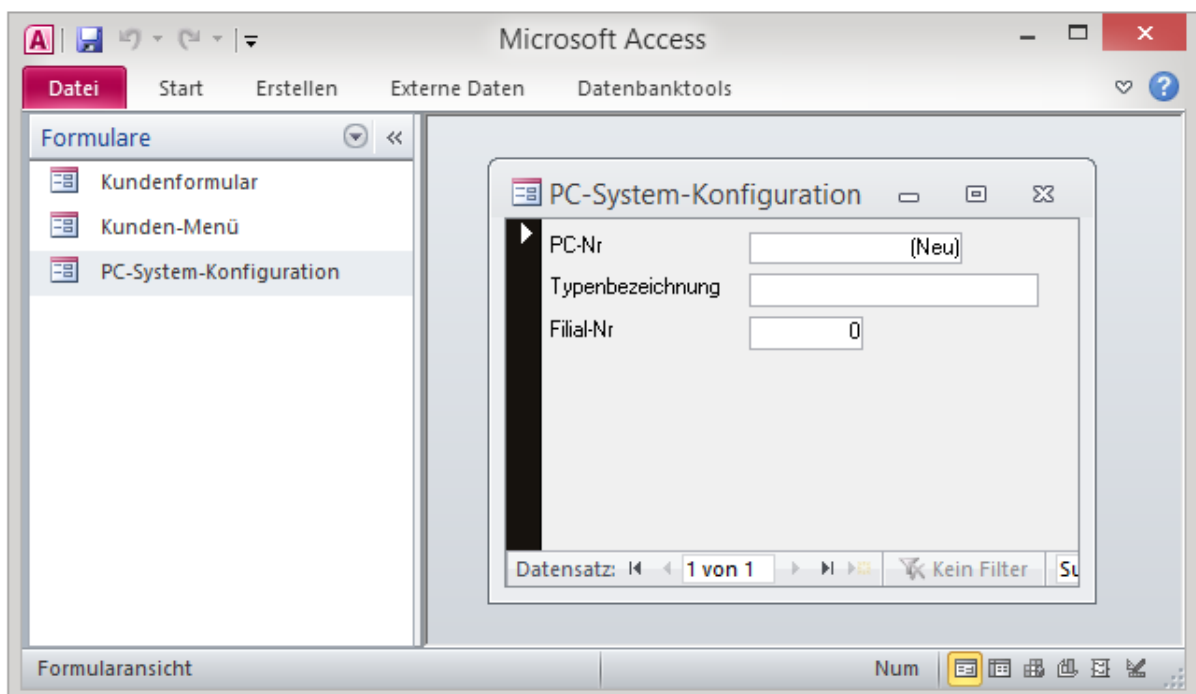 A Microsoft Access
Datei Start Erstellen Externe Daten Datenbanktools ?
Formulare «
Kundenformular
Kunden-Menü
PC-System-Konfiguration
PC-System-Konfiguration
PC-Nr (Neu)
Typenbezeichnung
Filial-Nr 0
Datensatz: 1 von 1 Kein Filter Su
Formularansicht Num